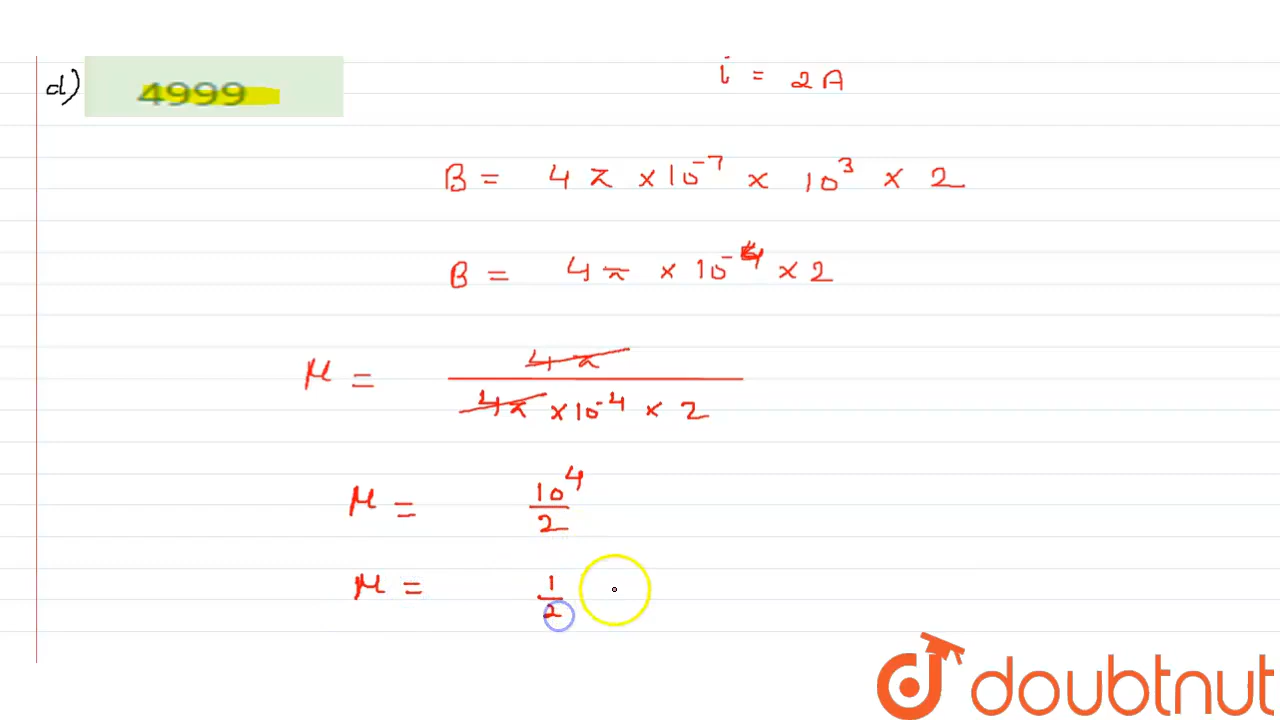 d) 4999
i = 2A
B = 4π × 10⁻⁷ × 10³ × 2
B = 4π × 10⁻⁴ × 2
μ = 4π / 4π × 10⁻⁴ × 2
μ = 10⁴ / 2
μ = 1 / 2
doubtnut